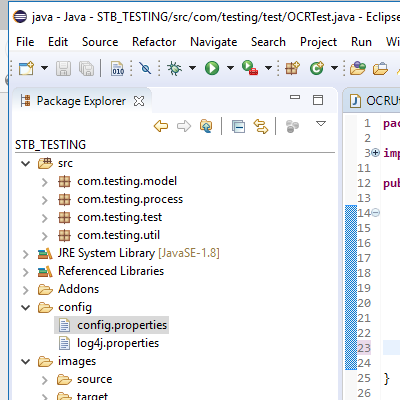 java - Java - STB_TESTING/src/com/testing/test/OCRTest.java - Eclipse
File Edit Source Refactor Navigate Search Project Run Wi
010
Package Explorer
OCRUt
STB_TESTING
src
com.testing.model
com.testing.process
com.testing.test
com.testing.util
JRE System Library [JavaSE-1.8]
Referenced Libraries
Addons
config
config.properties
log4j.properties
images
source
target
1 pac
2
3 imp
11
12 pub
13
14
15
16
17
18
19
20
21
22
23
24
25 }
26